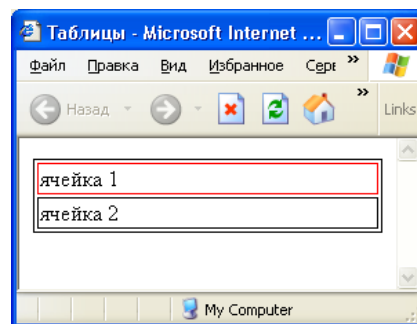 Таблицы - Microsoft Internet ...
Файл Правка Вид Избранное Серв »
Назад » Links
ячейка 1
ячейка 2
My Computer